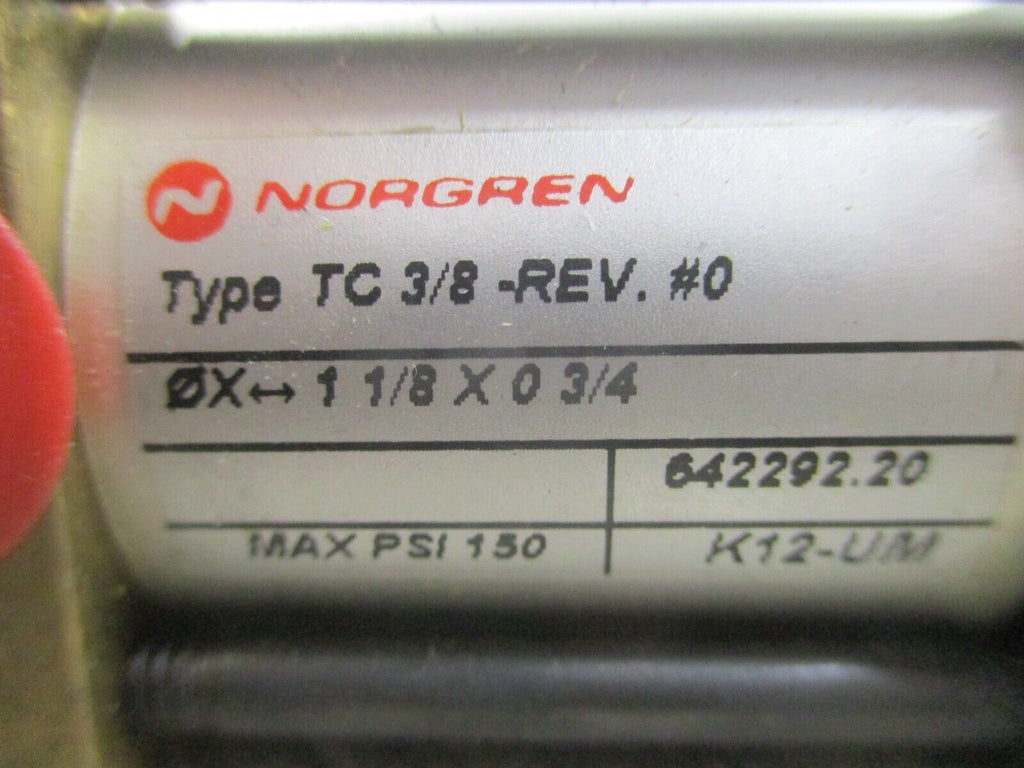 N NORGREN
Type TC 3/8 -REV. #0
ØX↔ 1 1/8 X 0 3/4
642292.20
MAX PSI 150 K12-UM